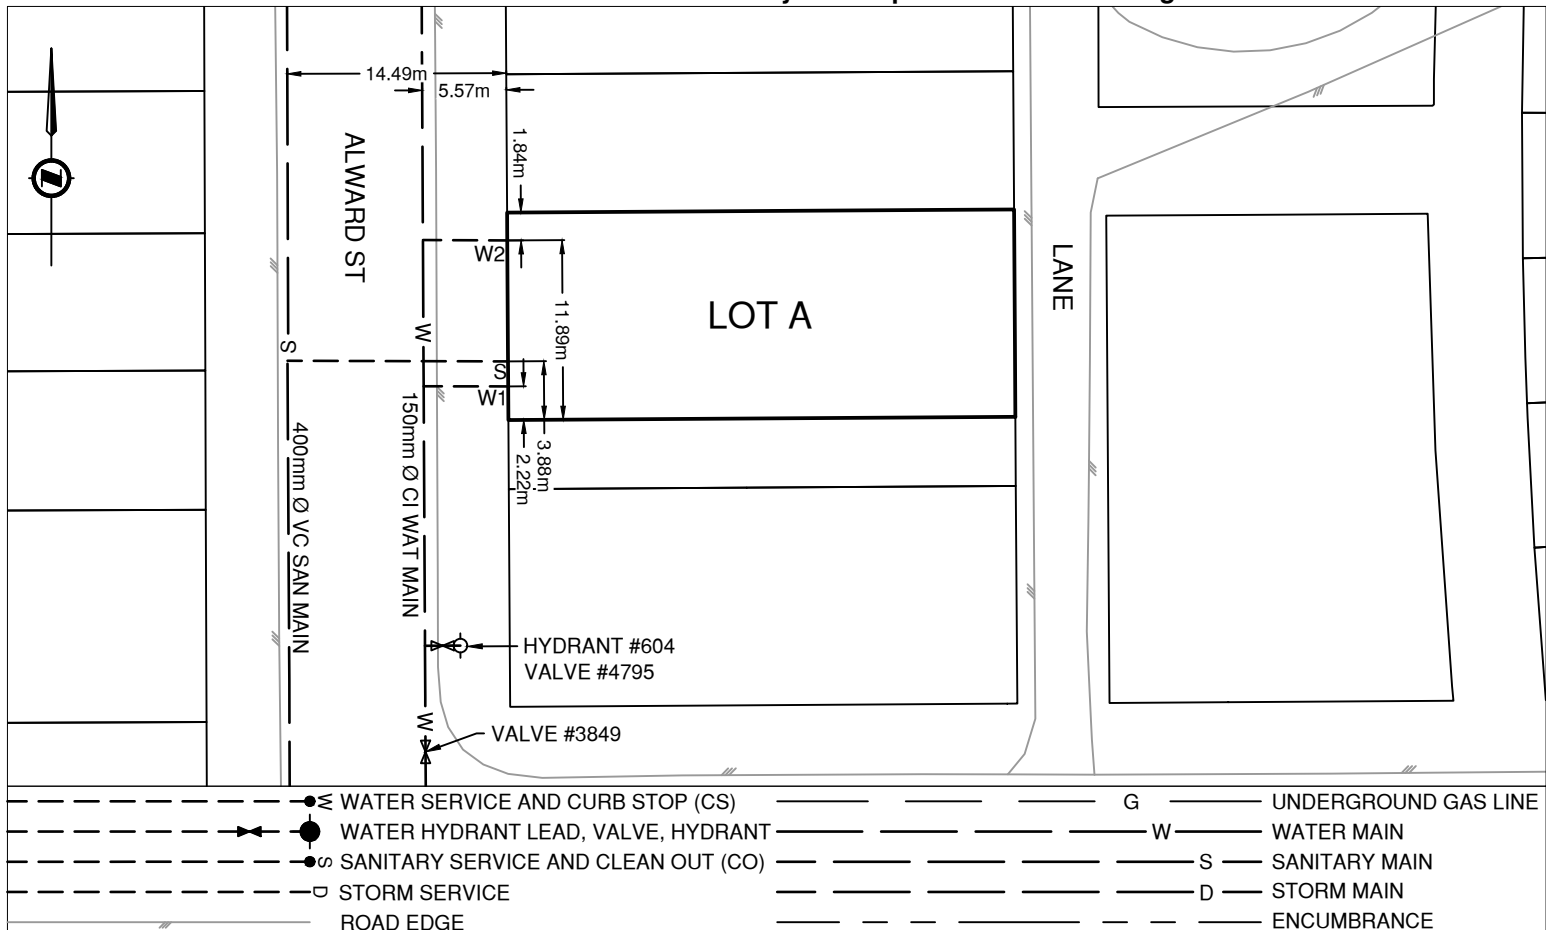 14.49m
5.57m
1.84m
ALWARD ST
W2
11.89m
LOT A
LANE
W
S
S
W1
150mm Ø CI WAT MAIN
400mm Ø VC SAN MAIN
3.88m
2.22m
HYDRANT #604
VALVE #4795
W
VALVE #3849
W WATER SERVICE AND CURB STOP (CS)
WATER HYDRANT LEAD, VALVE, HYDRANT
S SANITARY SERVICE AND CLEAN OUT (CO)
D STORM SERVICE
ROAD EDGE
G UNDERGROUND GAS LINE
W WATER MAIN
S SANITARY MAIN
D STORM MAIN
ENCUMBRANCE